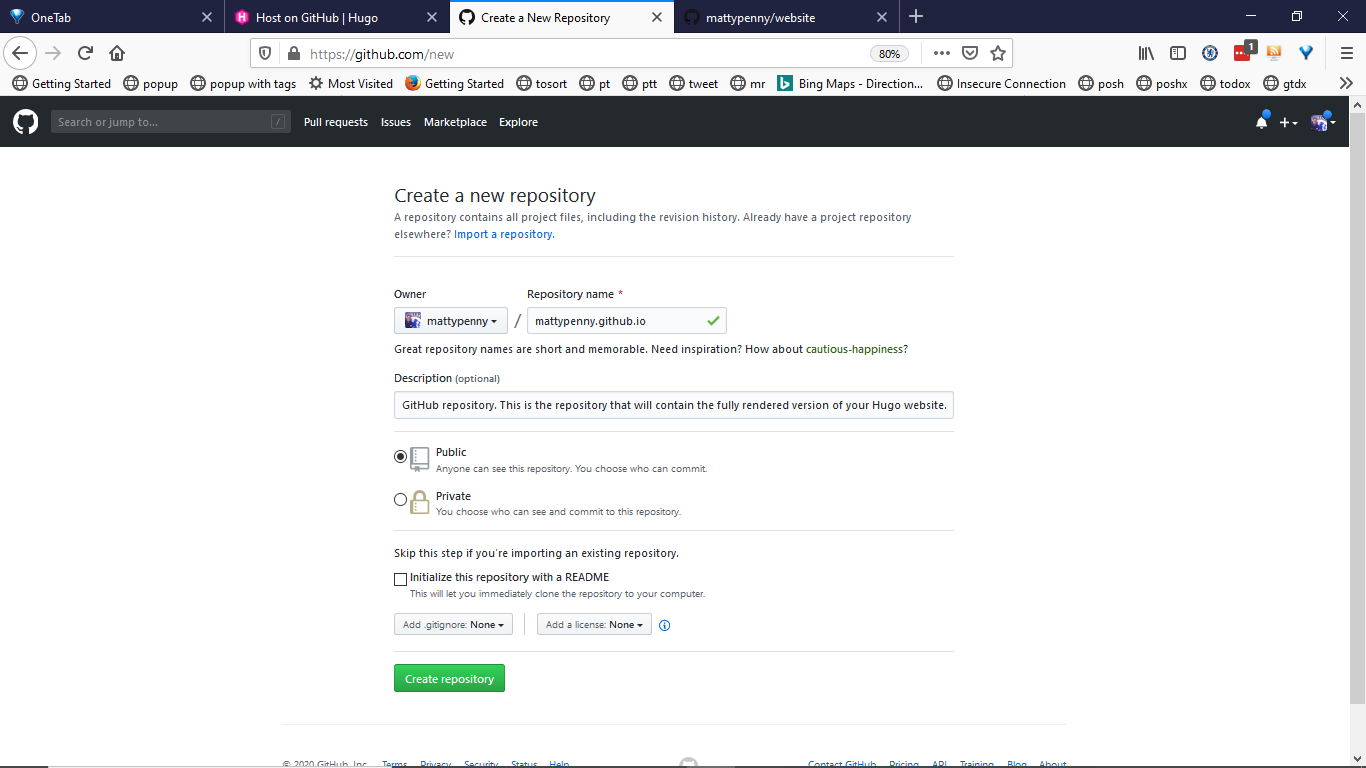 OneTab
Host on GitHub | Hugo
Create a New Repository
mattypenny/website
https://github.com/new
80%
1
Getting Started
popup
popup with tags
Most Visited
Getting Started
tosort
pt
ptt
tweet
mr
Bing Maps - Direction...
Insecure Connection
posh
poshx
todox
gtdx
Search or jump to...
/
Pull requests
Issues
Marketplace
Explore
Create a new repository
A repository contains all project files, including the revision history. Already have a project repository
elsewhere? Import a repository.
Owner
Repository name *
mattypenny
/
mattypenny.github.io
Great repository names are short and memorable. Need inspiration? How about cautious-happiness?
Description (optional)
GitHub repository. This is the repository that will contain the fully rendered version of your Hugo website.
Public
Anyone can see this repository. You choose who can commit.
Private
You choose who can see and commit to this repository.
Skip this step if you're importing an existing repository.
Initialize this repository with a README
This will let you immediately clone the repository to your computer.
Add .gitignore: None
Add a license: None
Create repository
© 2020 GitHub, Inc.
Terms
Privacy
Security
Status
Help
Contact GitHub
Pricing
API
Training
Blog
About